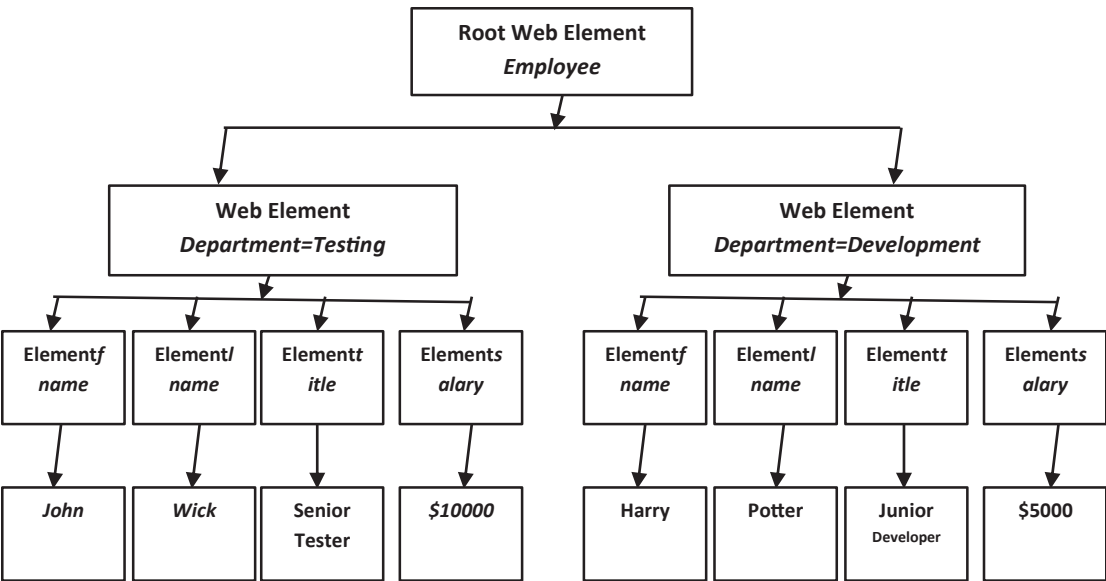 Root Web Element
Employee
Web Element
Department=Testing
Web Element
Department=Development
Elementf
name
Elementl
name
Elementt
itle
Elements
alary
Elementf
name
Elementl
name
Elementt
itle
Elements
alary
John
Wick
Senior
Tester
$10000
Harry
Potter
Junior
Developer
$5000